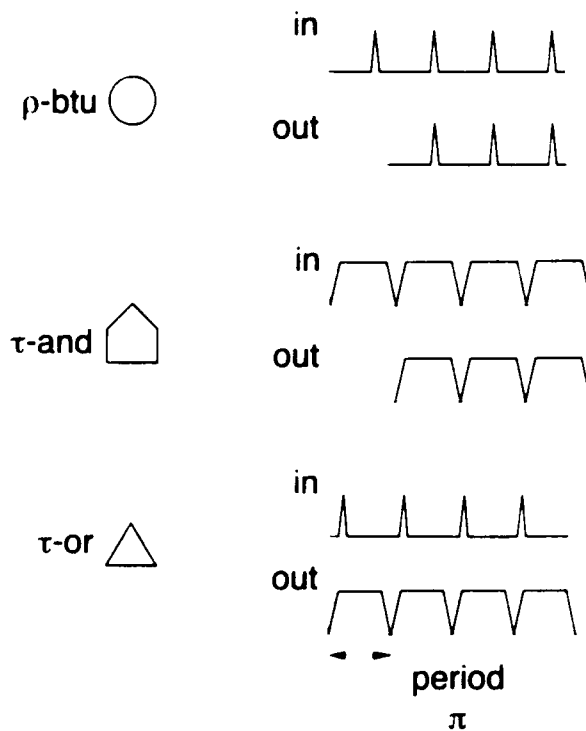 in
ρ-btu
out
in
τ-and
out
in
τ-or
out
period
π